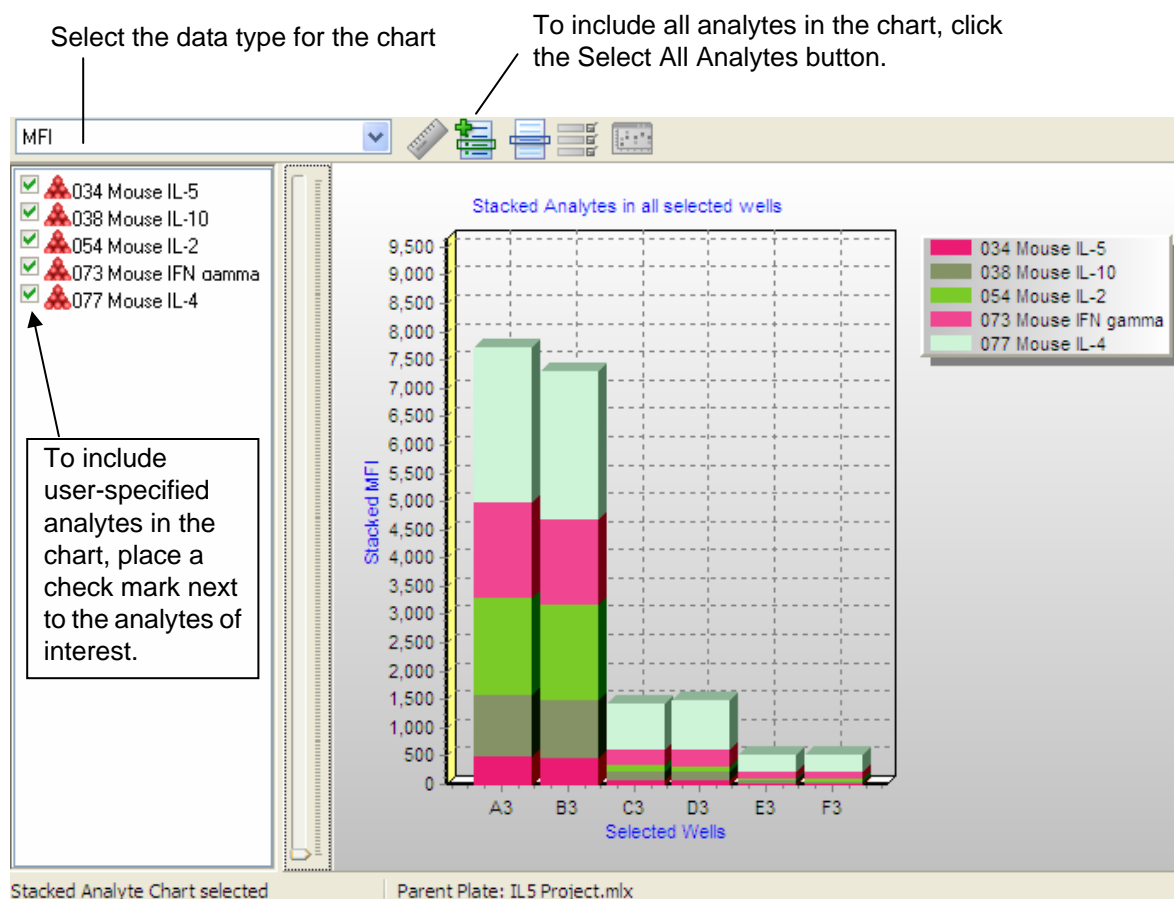 Select the data type for the chart
To include all analytes in the chart, click
the Select All Analytes button.
MFI
034 Mouse IL-5
038 Mouse IL-10
054 Mouse IL-2
073 Mouse IFN gamma
077 Mouse IL-4
To include
user-specified
analytes in the
chart, place a
check mark next
to the analytes of
interest.
Stacked Analytes in all selected wells
Stacked MFI
9,500
9,000
8,500
8,000
7,500
7,000
6,500
6,000
5,500
5,000
4,500
4,000
3,500
3,000
2,500
2,000
1,500
1,000
500
0
A3 B3 C3 D3 E3 F3
Selected Wells
034 Mouse IL-5
038 Mouse IL-10
054 Mouse IL-2
073 Mouse IFN gamma
077 Mouse IL-4
Stacked Analyte Chart selected
Parent Plate: IL5 Project.mlx